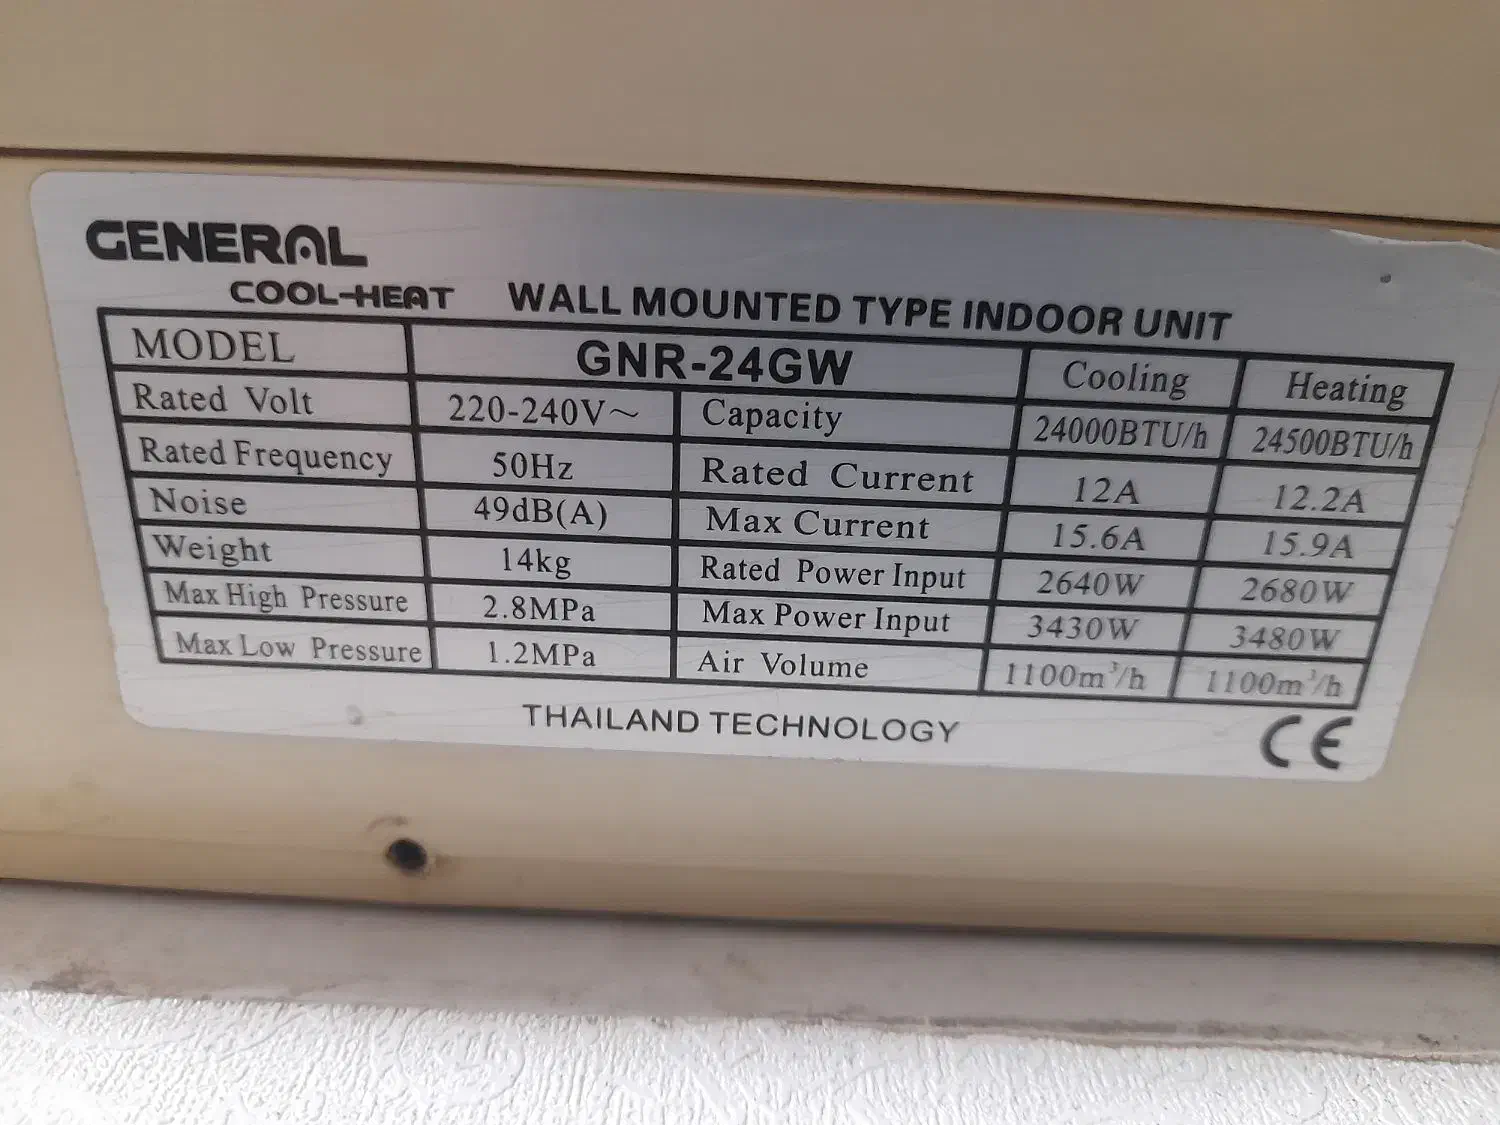 GENERAL
COOL-HEAT WALL MOUNTED TYPE INDOOR UNIT
MODEL GNR-24GW Cooling Heating
Rated Volt 220-240V~ Capacity 24000BTU/h 24500BTU/h
Rated Frequency 50Hz Rated Current 12A 12.2A
Noise 49dB(A) Max Current 15.6A 15.9A
Weight 14kg Rated Power Input 2640W 2680W
Max High Pressure 2.8MPa Max Power Input 3430W 3480W
Max Low Pressure 1.2MPa Air Volume 1100m³/h 1100m³/h
THAILAND TECHNOLOGY CE